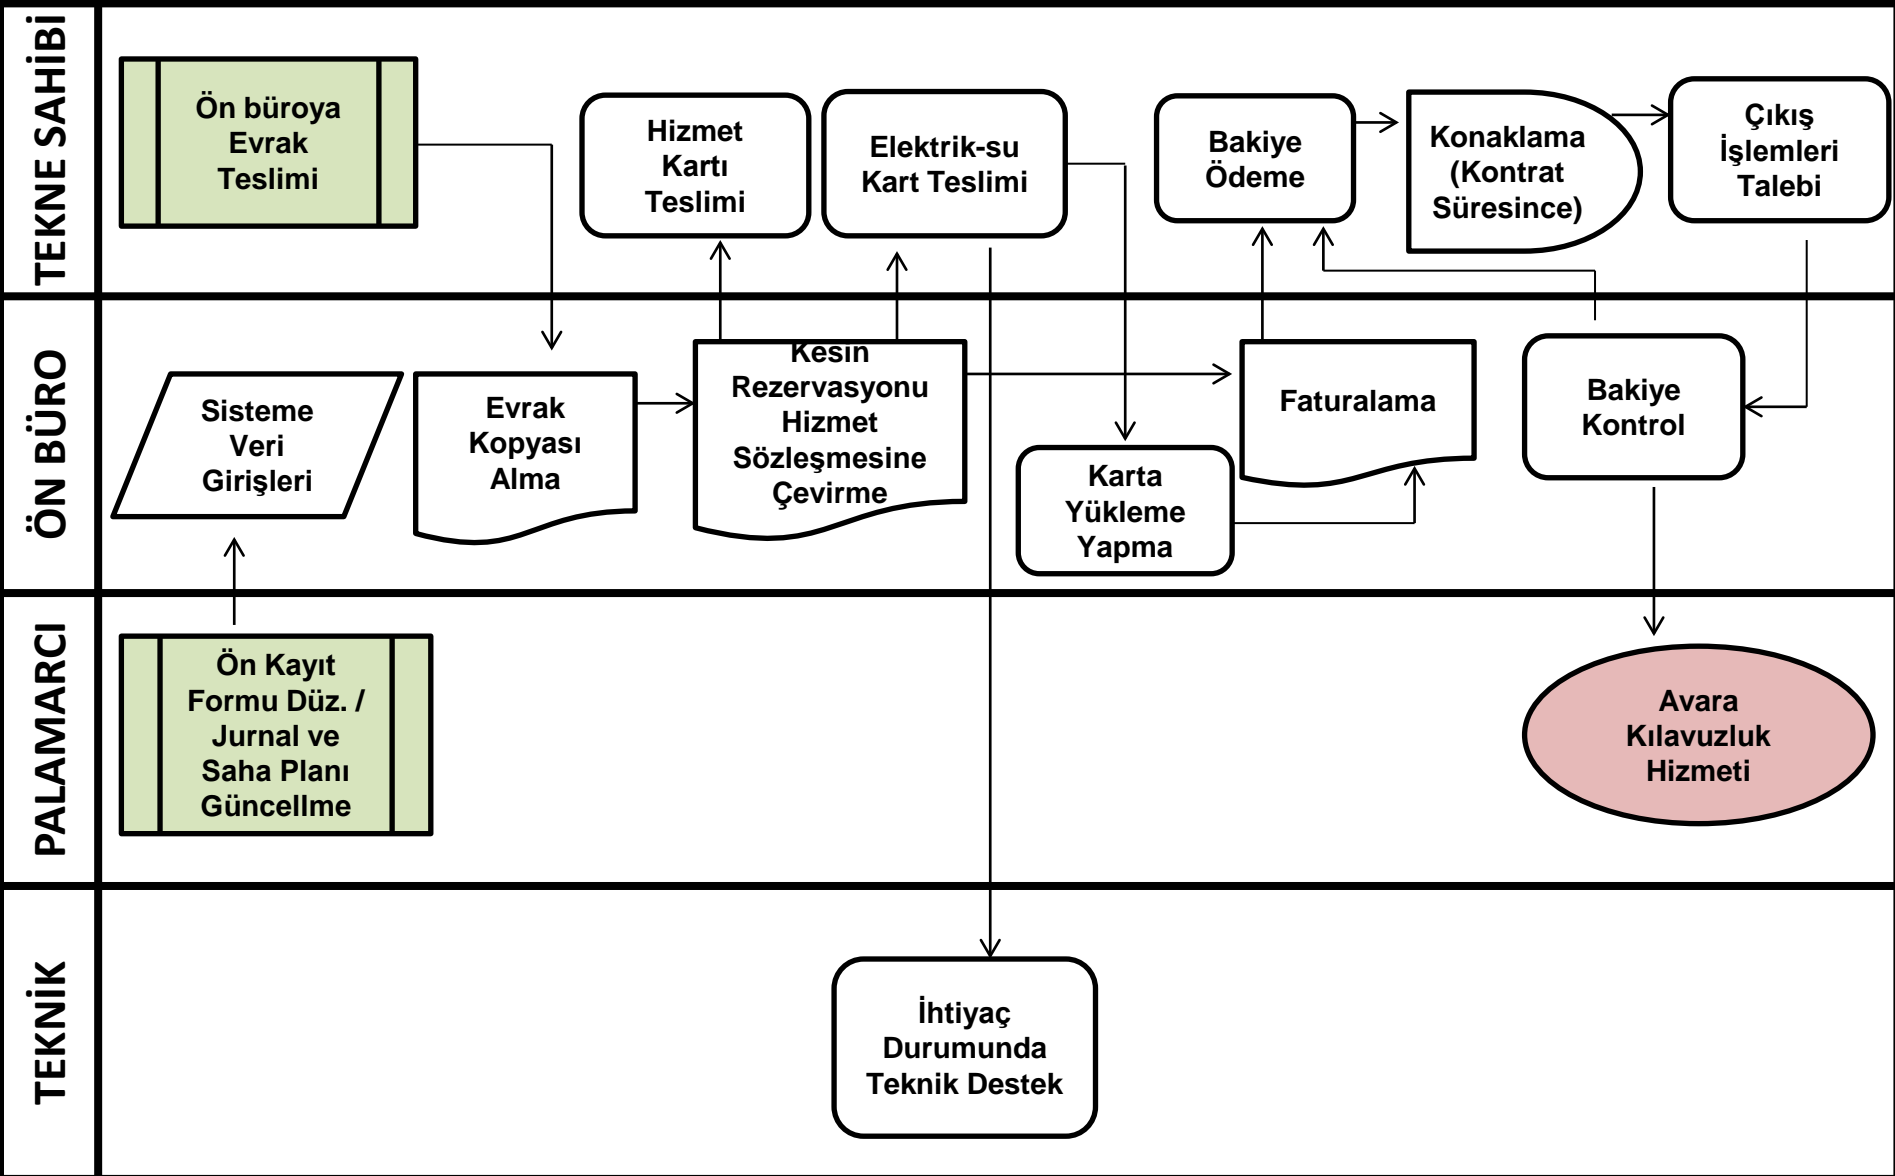 TEKNE SAHİBİ
Ön büroya
Evrak
Teslimi
Hizmet
Kartı
Teslimi
Elektrik-su
Kart Teslimi
Bakiye
Ödeme
Konaklama
(Kontrat
Süresince)
Çıkış
İşlemleri
Talebi
ÖN BÜRO
Sisteme
Veri
Girişleri
Evrak
Kopyası
Alma
Kesin
Rezervasyonu
Hizmet
Sözleşmesine
Çevirme
Karta
Yükleme
Yapma
Faturalama
Bakiye
Kontrol
PALAMARCI
Ön Kayıt
Formu Düz. /
Jurnal ve
Saha Planı
Güncellme
Avara
Kılavuzluk
Hizmeti
TEKNİK
İhtiyaç
Durumunda
Teknik Destek